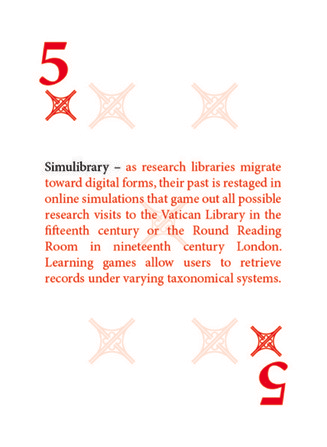 5
Simulibrary – as research libraries migrate
toward digital forms, their past is restaged in
online simulations that game out all possible
research visits to the Vatican Library in the
fifteenth century or the Round Reading
Room in nineteenth century London.
Learning games allow users to retrieve
records under varying taxonomical systems.
5